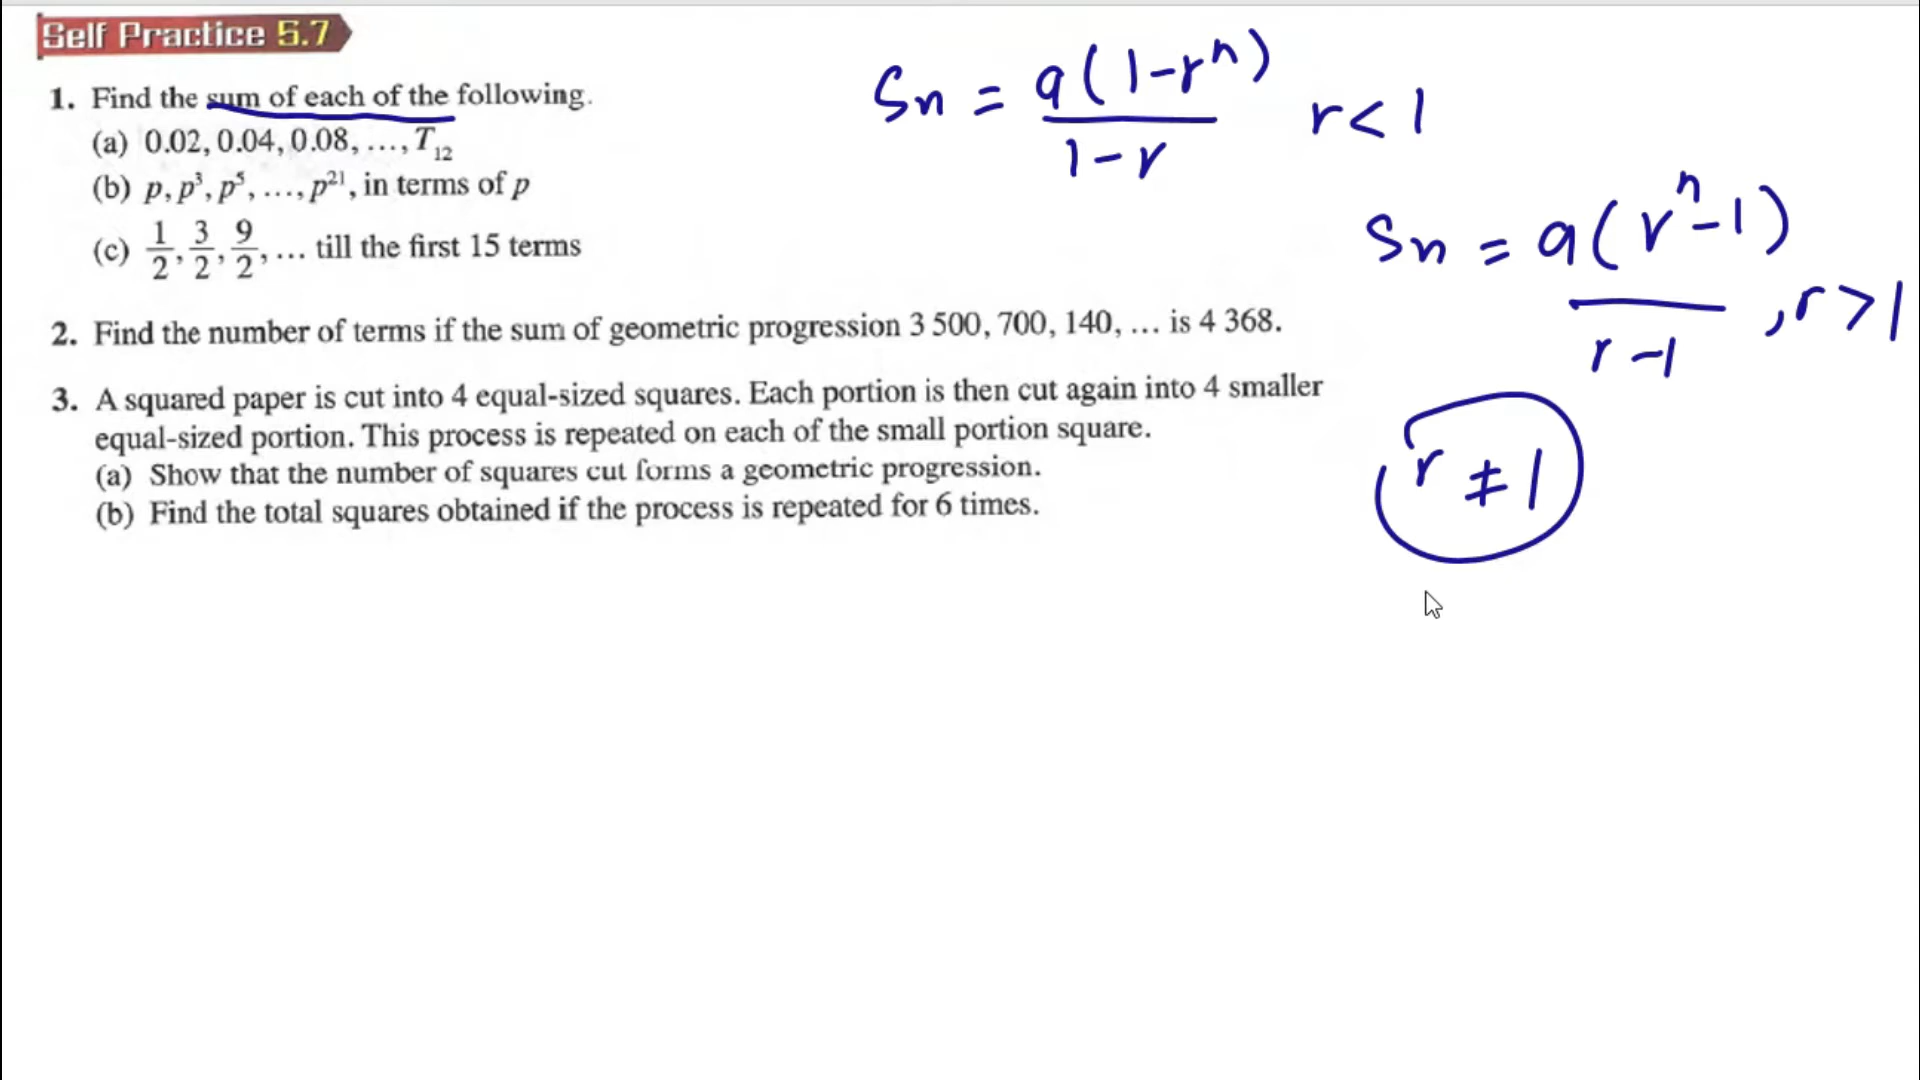 Self Practice 5.7
1. Find the sum of each of the following.
(a) 0.02, 0.04, 0.08, …, T₁₂
(b) p, p³, p⁵, …, p²¹, in terms of p
(c) 1/2, 3/2, 9/2, … till the first 15 terms
2. Find the number of terms if the sum of geometric progression 3 500, 700, 140, … is 4 368.
3. A squared paper is cut into 4 equal-sized squares. Each portion is then cut again into 4 smaller
equal-sized portion. This process is repeated on each of the small portion square.
(a) Show that the number of squares cut forms a geometric progression.
(b) Find the total squares obtained if the process is repeated for 6 times.
Sn = a(1-rⁿ)/1-r r<1
Sn = a(rⁿ-1)/r-1, r>1
r ≠ 1